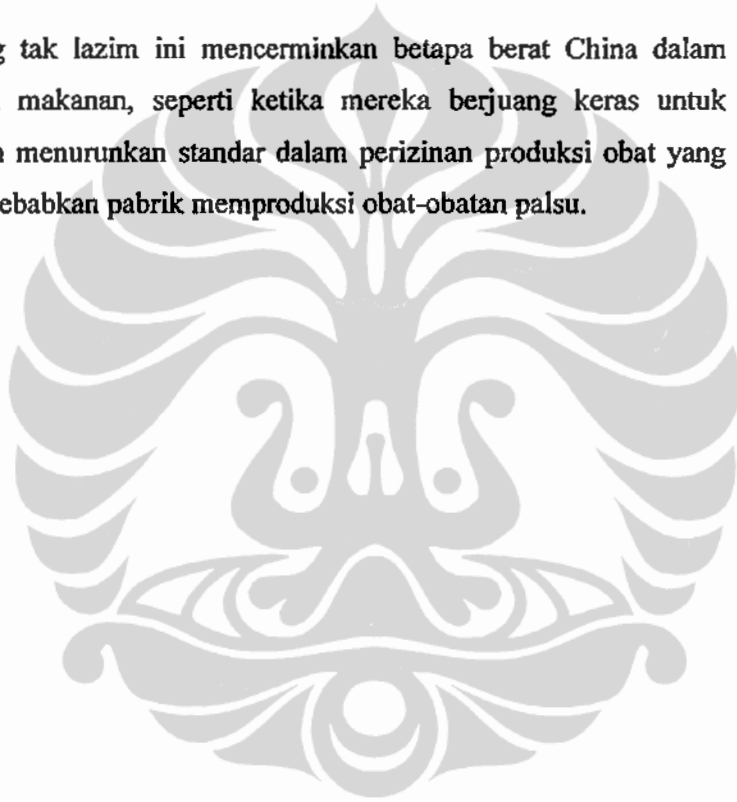 tak lazim ini mencerminkan betapa berat China dalam
makanan, seperti ketika mereka berjuang keras untuk
menurunkan standar dalam perizinan produksi obat yang
ebabkan pabrik memproduksi obat-obatan palsu.